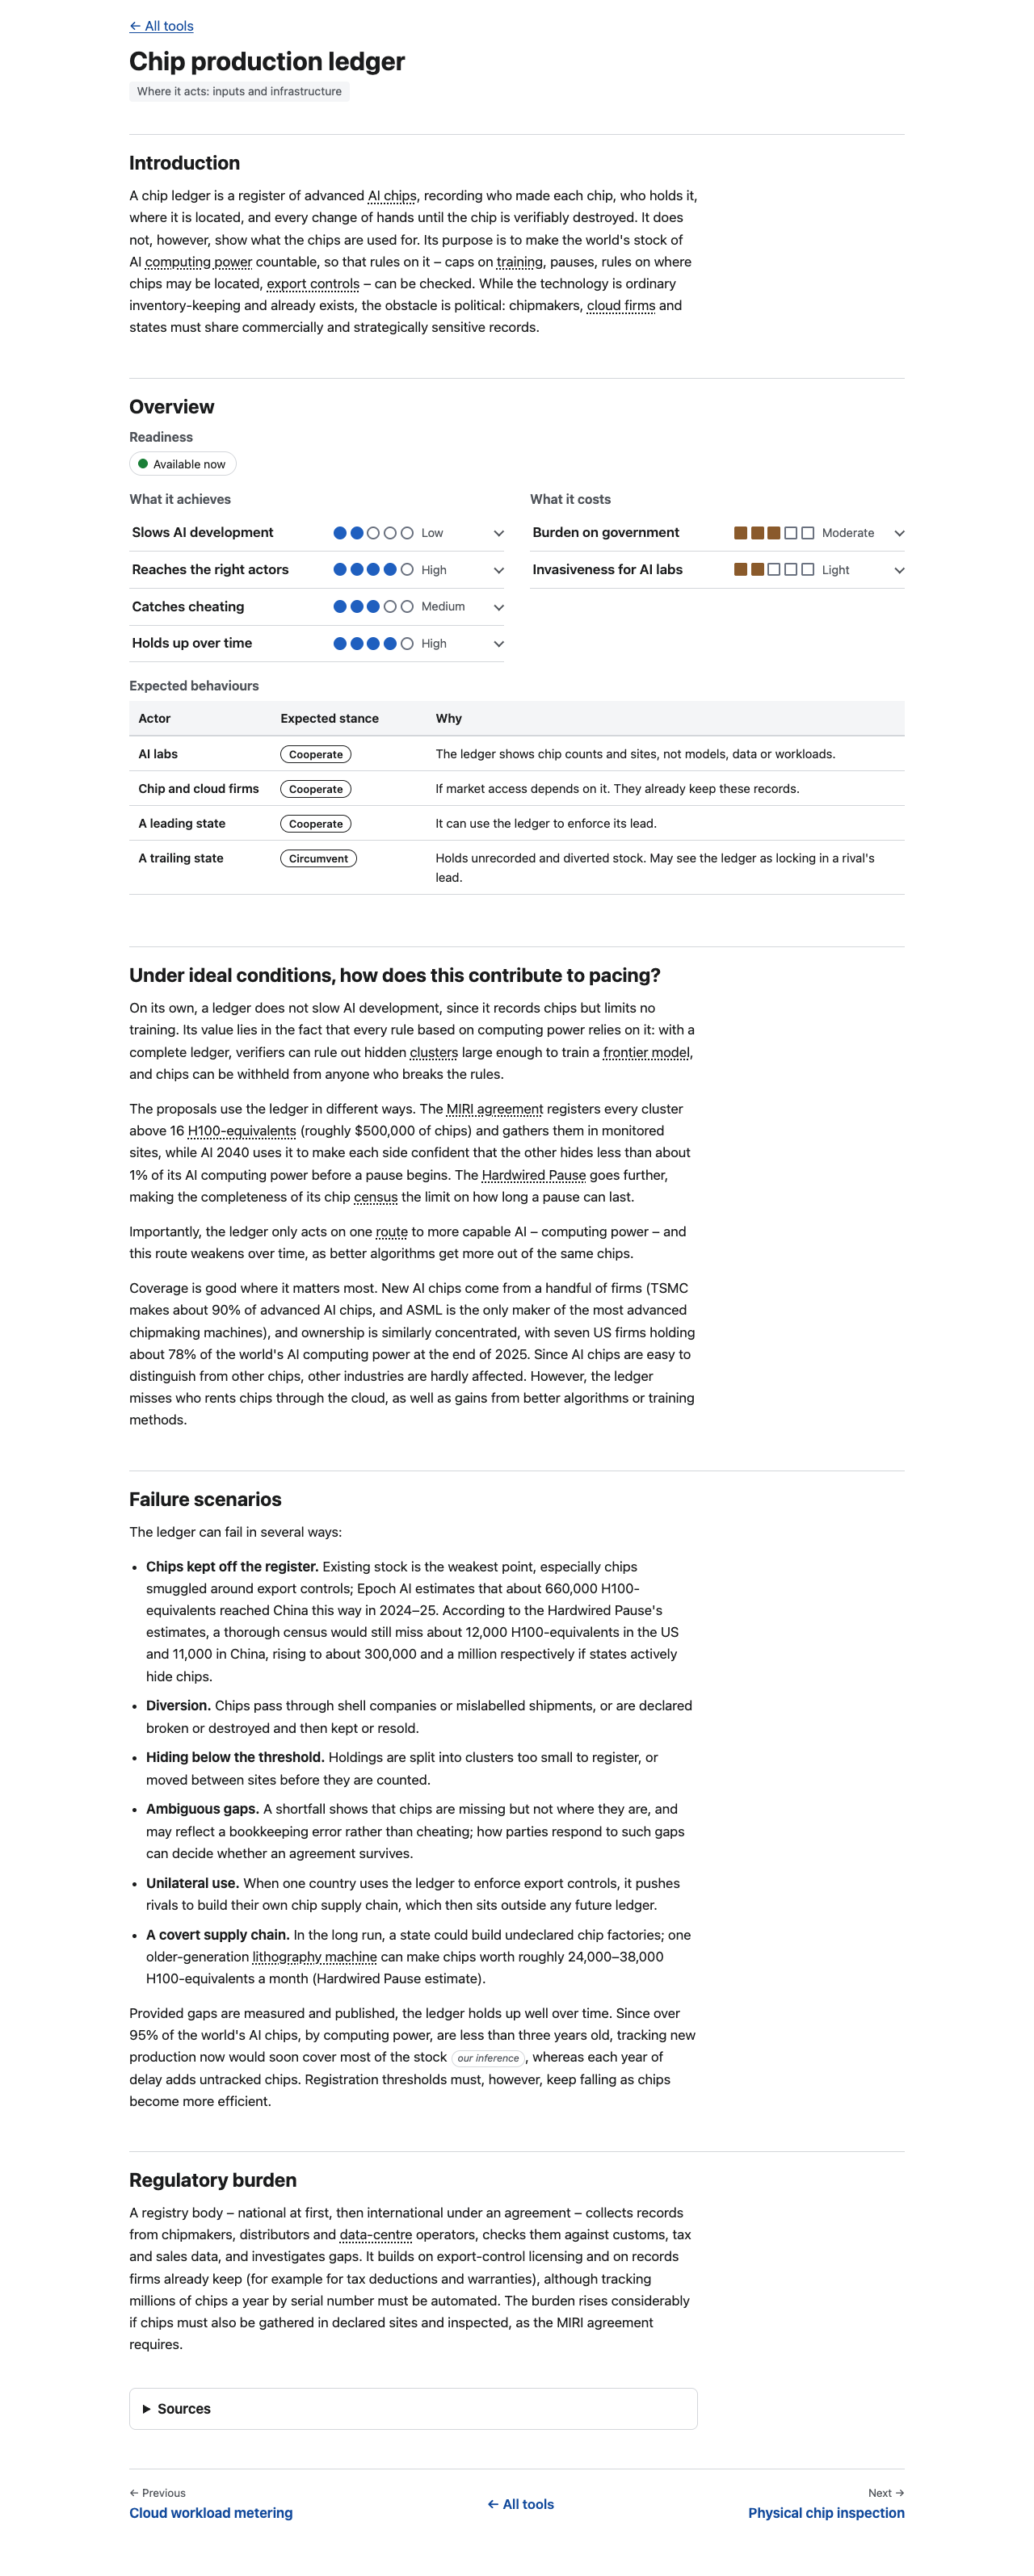 ← All tools
Chip production ledger
Where it acts: inputs and infrastructure
Introduction
A chip ledger is a register of advanced AI chips, recording who made each chip, who holds it,
where it is located, and every change of hands until the chip is verifiably destroyed. It does
not, however, show what the chips are used for. Its purpose is to make the world's stock of
AI computing power countable, so that rules on it – caps on training, pauses, rules on where
chips may be located, export controls – can be checked. While the technology is ordinary
inventory-keeping and already exists, the obstacle is political: chipmakers, cloud firms and
states must share commercially and strategically sensitive records.
Overview
Readiness
Available now
What it achieves
Slows AI development Low
Reaches the right actors High
Catches cheating Medium
Holds up over time High
What it costs
Burden on government Moderate
Invasiveness for AI labs Light
Expected behaviours
Actor Expected stance Why
AI labs Cooperate The ledger shows chip counts and sites, not models, data or workloads.
Chip and cloud firms Cooperate If market access depends on it. They already keep these records.
A leading state Cooperate It can use the ledger to enforce its lead.
A trailing state Circumvent Holds unrecorded and diverted stock. May see the ledger as locking in a rival's
lead.
Under ideal conditions, how does this contribute to pacing?
On its own, a ledger does not slow AI development, since it records chips but limits no
training. Its value lies in the fact that every rule based on computing power relies on it: with a
complete ledger, verifiers can rule out hidden clusters large enough to train a frontier model,
and chips can be withheld from anyone who breaks the rules.
The proposals use the ledger in different ways. The MIRI agreement registers every cluster
above 16 H100-equivalents (roughly $500,000 of chips) and gathers them in monitored
sites, while AI 2040 uses it to make each side confident that the other hides less than about
1% of its AI computing power before a pause begins. The Hardwired Pause goes further,
making the completeness of its chip census the limit on how long a pause can last.
Importantly, the ledger only acts on one route to more capable AI – computing power – and
this route weakens over time, as better algorithms get more out of the same chips.
Coverage is good where it matters most. New AI chips come from a handful of firms (TSMC
makes about 90% of advanced AI chips, and ASML is the only maker of the most advanced
chipmaking machines), and ownership is similarly concentrated, with seven US firms holding
about 78% of the world's AI computing power at the end of 2025. Since AI chips are easy to
distinguish from other chips, other industries are hardly affected. However, the ledger
misses who rents chips through the cloud, as well as gains from better algorithms or training
methods.
Failure scenarios
The ledger can fail in several ways:
• Chips kept off the register. Existing stock is the weakest point, especially chips
smuggled around export controls; Epoch AI estimates that about 660,000 H100-
equivalents reached China this way in 2024–25. According to the Hardwired Pause's
estimates, a thorough census would still miss about 12,000 H100-equivalents in the US
and 11,000 in China, rising to about 300,000 and a million respectively if states actively
hide chips.
• Diversion. Chips pass through shell companies or mislabelled shipments, or are declared
broken or destroyed and then kept or resold.
• Hiding below the threshold. Holdings are split into clusters too small to register, or
moved between sites before they are counted.
• Ambiguous gaps. A shortfall shows that chips are missing but not where they are, and
may reflect a bookkeeping error rather than cheating; how parties respond to such gaps
can decide whether an agreement survives.
• Unilateral use. When one country uses the ledger to enforce export controls, it pushes
rivals to build their own chip supply chain, which then sits outside any future ledger.
• A covert supply chain. In the long run, a state could build undeclared chip factories; one
older-generation lithography machine can make chips worth roughly 24,000–38,000
H100-equivalents a month (Hardwired Pause estimate).
Provided gaps are measured and published, the ledger holds up well over time. Since over
95% of the world's AI chips, by computing power, are less than three years old, tracking new
production now would soon cover most of the stock our inference, whereas each year of
delay adds untracked chips. Registration thresholds must, however, keep falling as chips
become more efficient.
Regulatory burden
A registry body – national at first, then international under an agreement – collects records
from chipmakers, distributors and data-centre operators, checks them against customs, tax
and sales data, and investigates gaps. It builds on export-control licensing and on records
firms already keep (for example for tax deductions and warranties), although tracking
millions of chips a year by serial number must be automated. The burden rises considerably
if chips must also be gathered in declared sites and inspected, as the MIRI agreement
requires.
▶ Sources
← Previous
Cloud workload metering
← All tools
Next →
Physical chip inspection